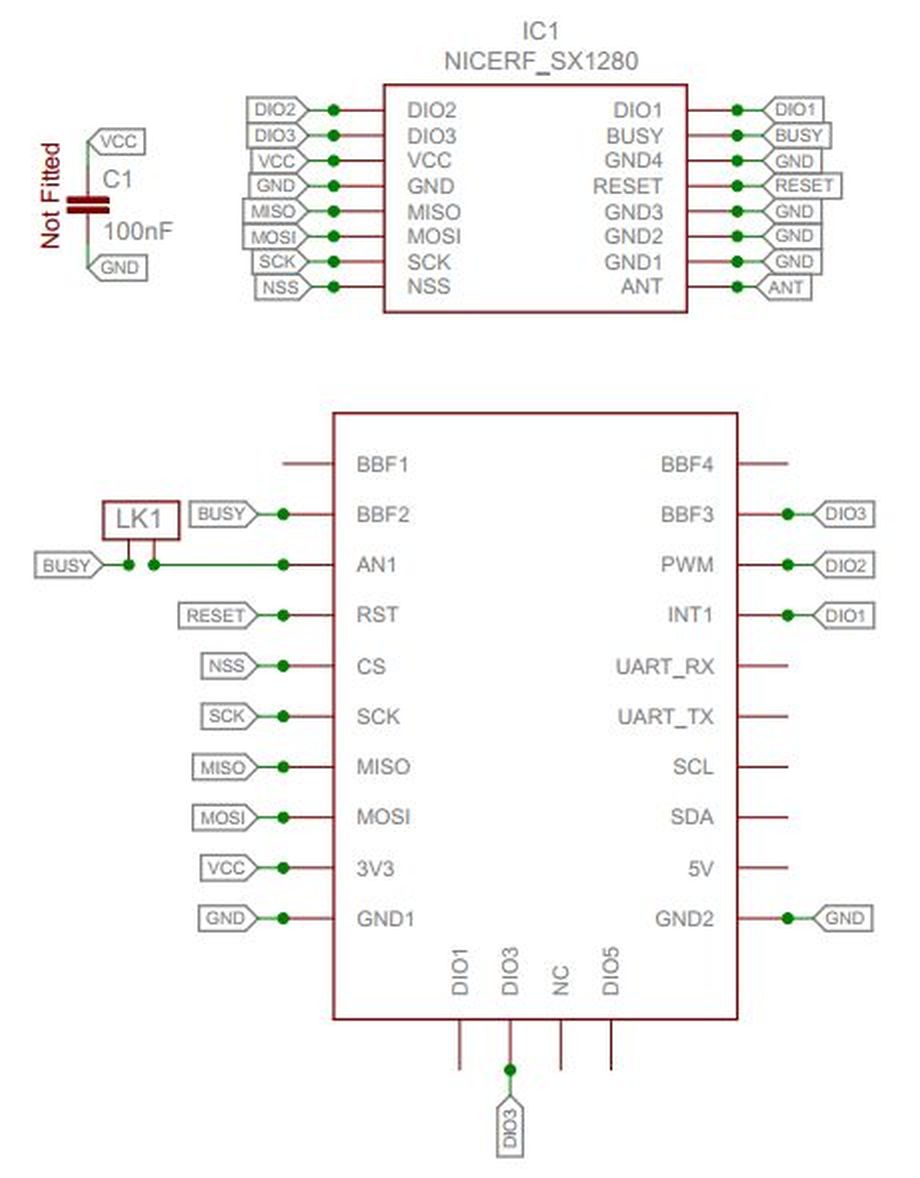 IC1
NICERF_SX1280
DIO2 DIO2 DIO1 DIO1
DIO3 DIO3 BUSY BUSY
VCC VCC GND4 GND
GND GND RESET RESET
MISO MISO GND3 GND
MOSI MOSI GND2 GND
SCK SCK GND1 GND
NSS NSS ANT ANT
Not Fitted
VCC
C1
100nF
GND
BBF1 BBF4
BUSY BBF2 BBF3 DIO3
LK1
BUSY AN1 PWM DIO2
RESET RST INT1 DIO1
NSS CS UART_RX
SCK SCK UART_TX
MISO MISO SCL
MOSI MOSI SDA
VCC 3V3 5V
GND GND1 GND2 GND
DIO1 DIO3 NC DIO5
DIO3